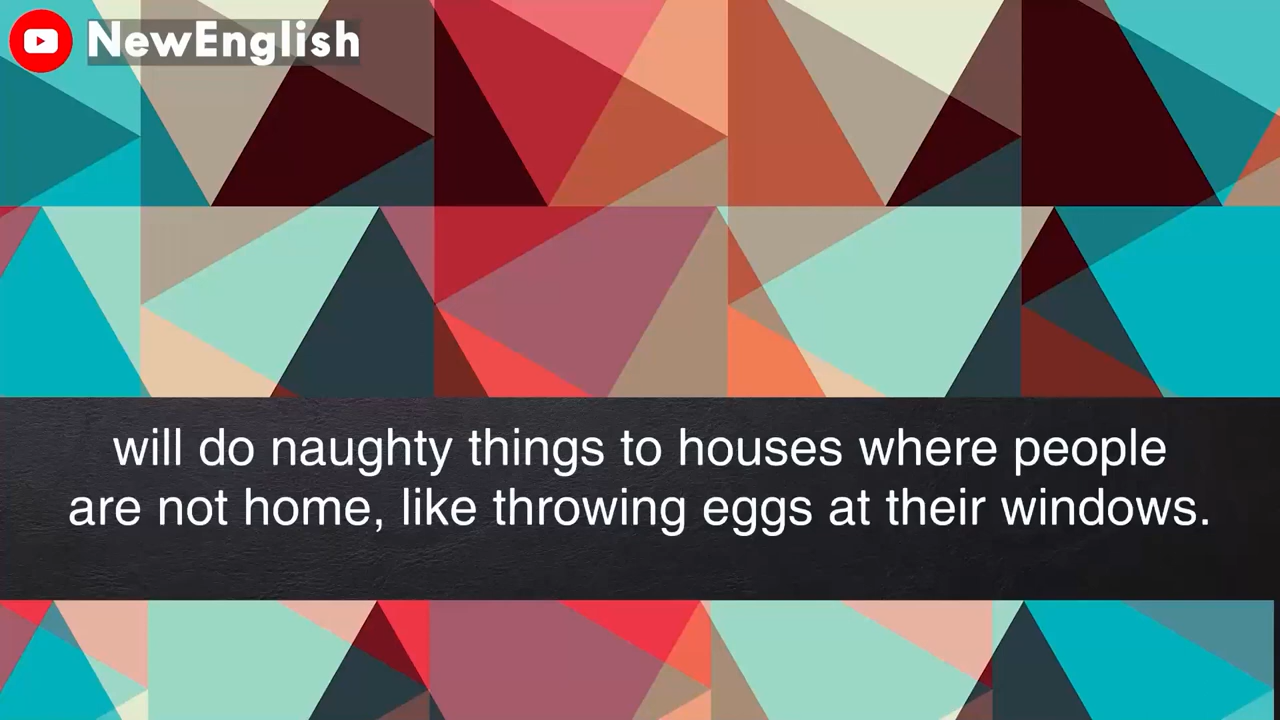 NewEnglish
will do naughty things to houses where people
are not home, like throwing eggs at their windows.